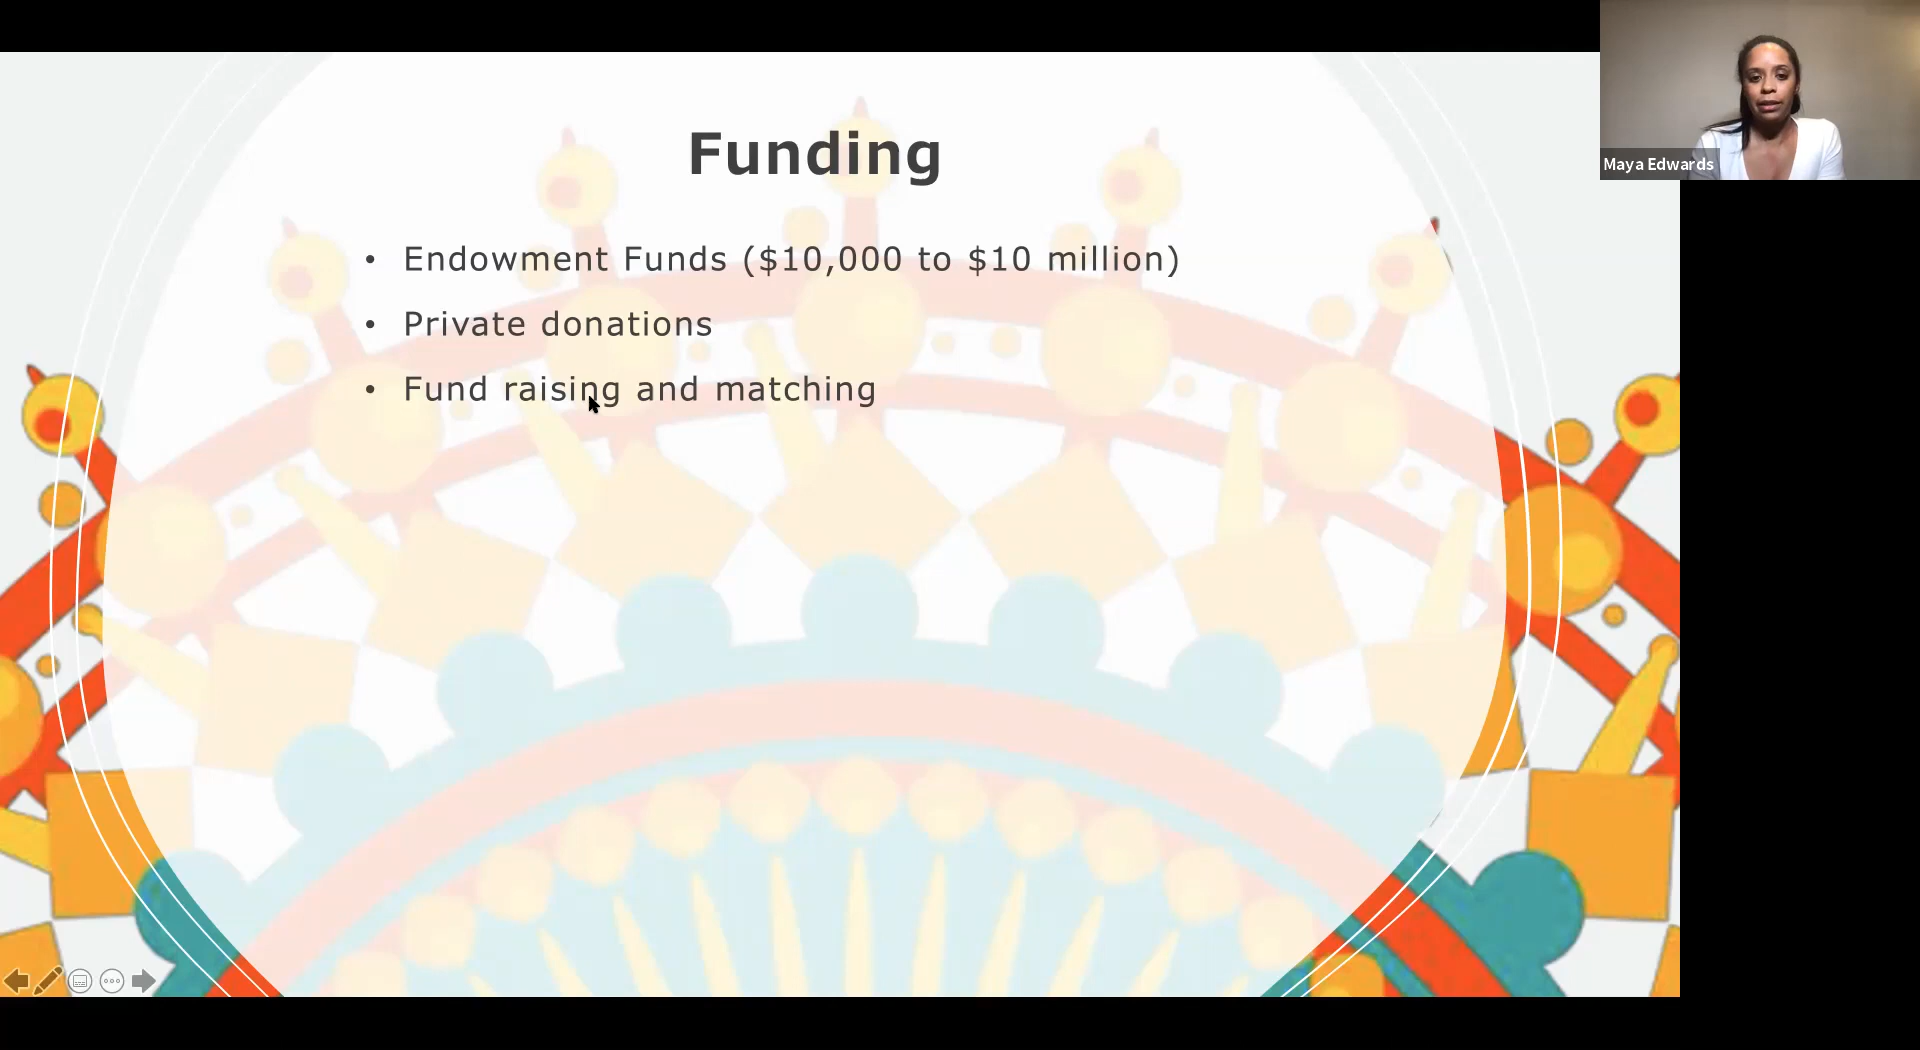 Funding
• Endowment Funds ($10,000 to $10 million)
• Private donations
• Fund raising and matching
Maya Edwards